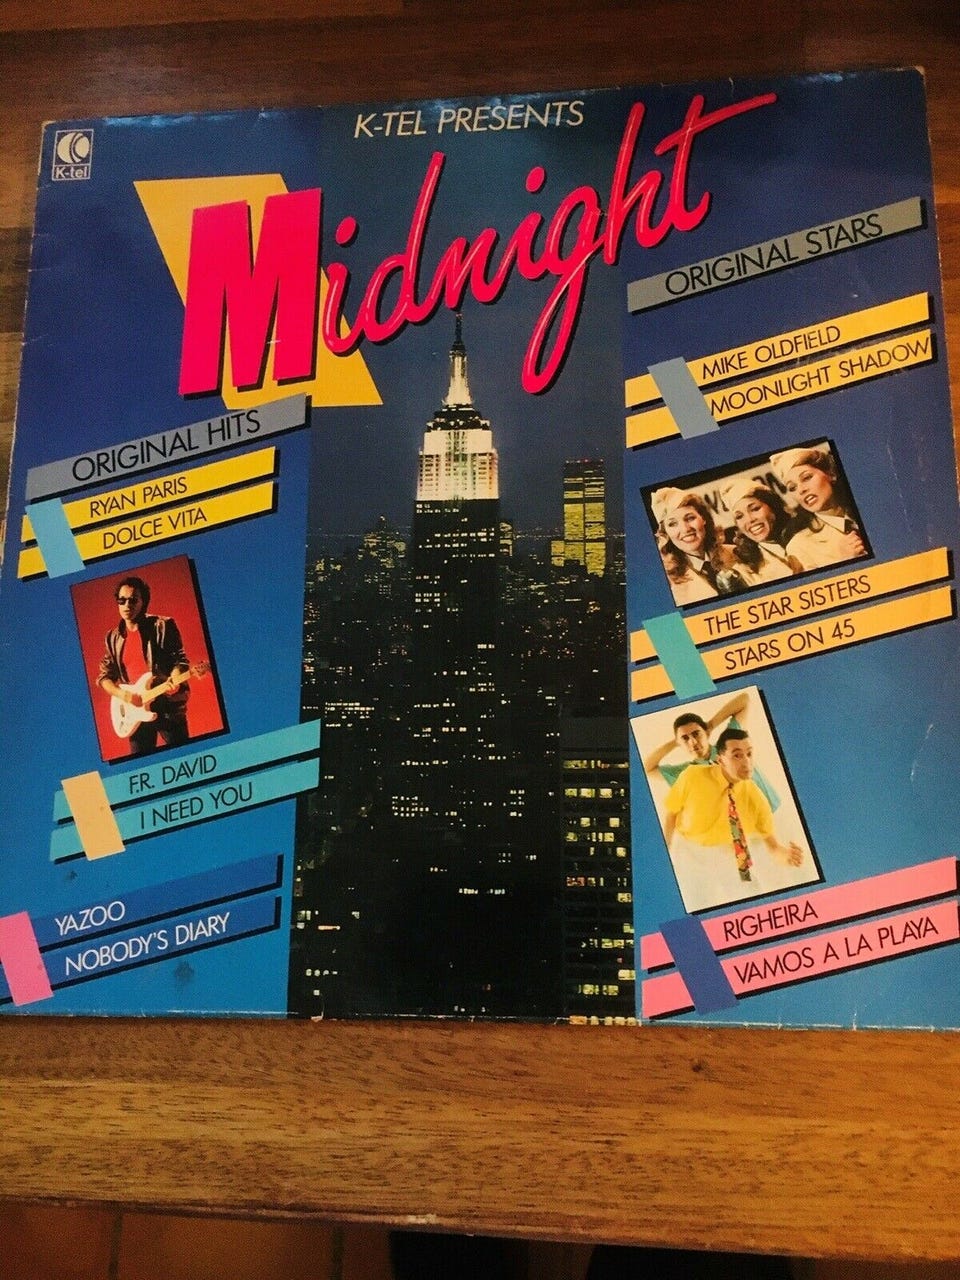 K-TEL PRESENTS
K-tel
Midnight
ORIGINAL HITS
RYAN PARIS
DOLCE VITA
F.R. DAVID
I NEED YOU
YAZOO
NOBODY'S DIARY
ORIGINAL STARS
MIKE OLDFIELD
MOONLIGHT SHADOW
THE STAR SISTERS
STARS ON 45
RIGHEIRA
VAMOS A LA PLAYA